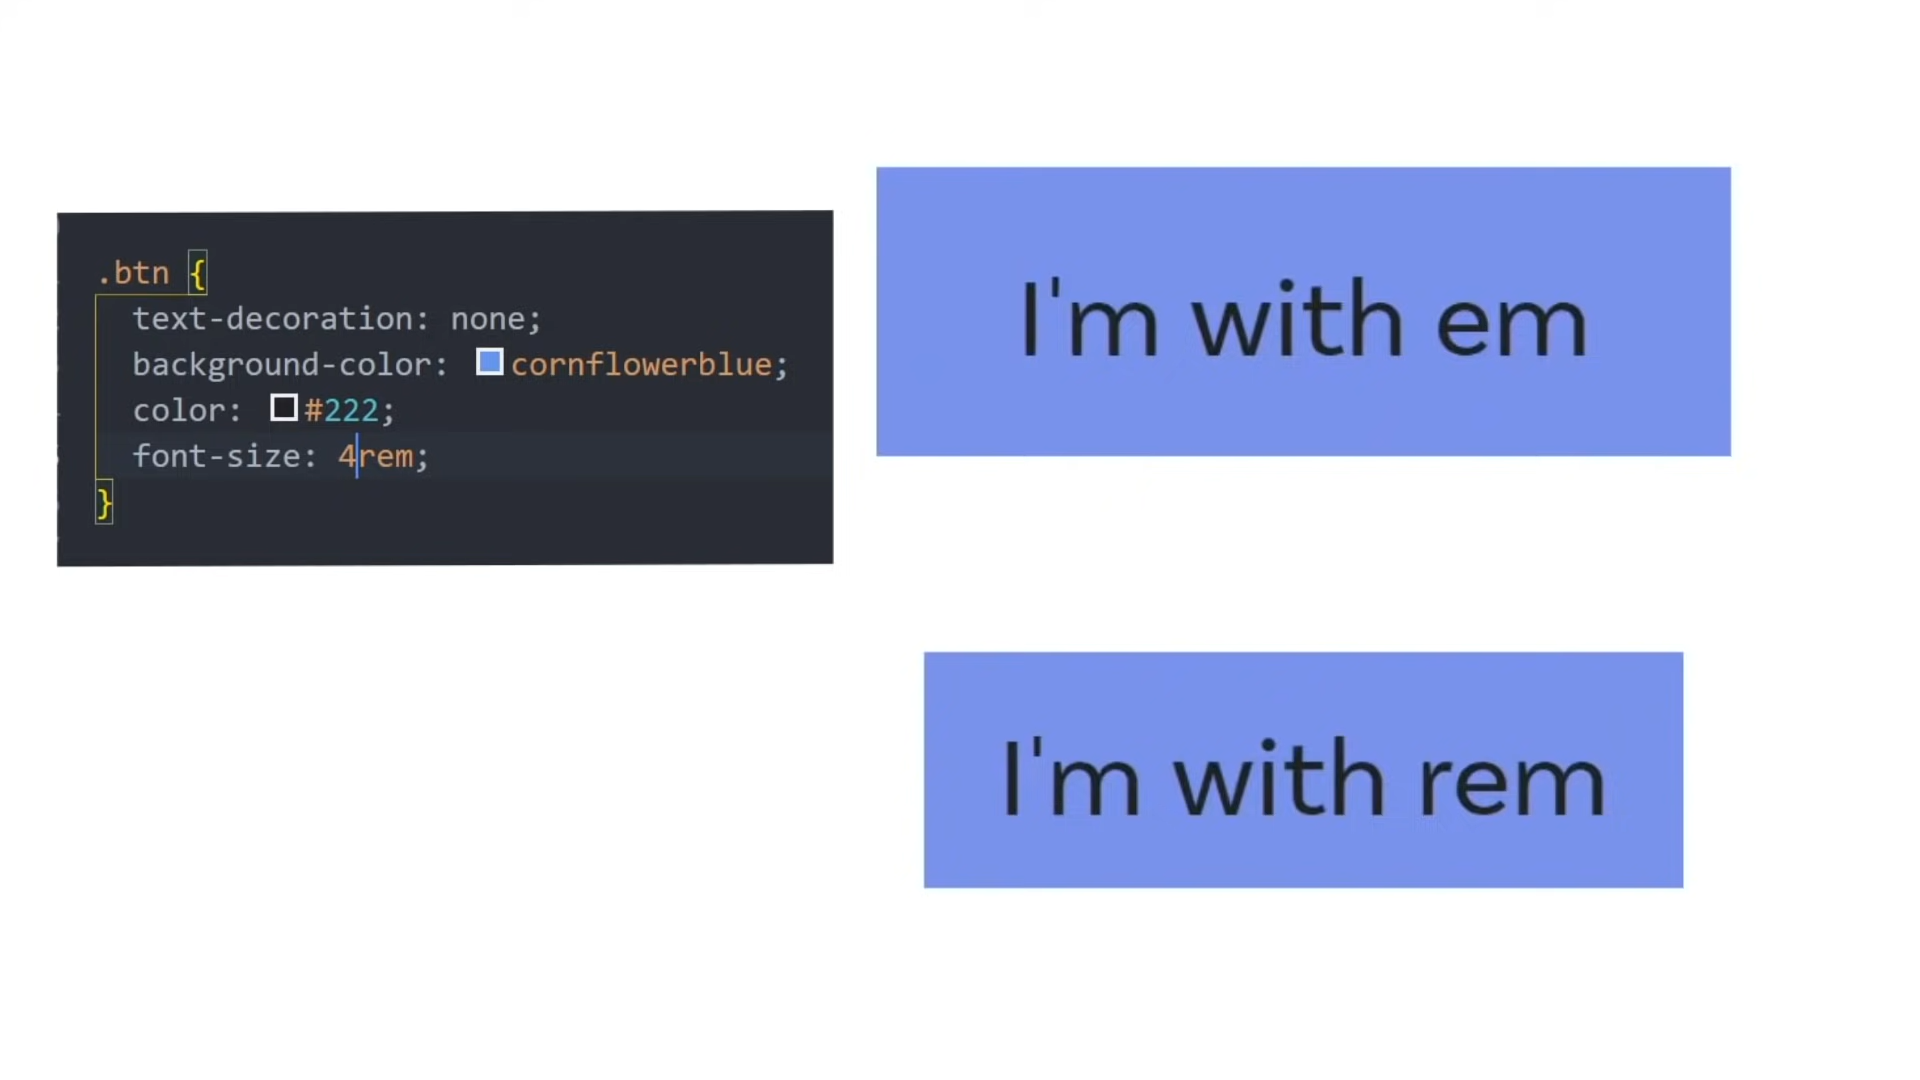 .btn {
text-decoration: none;
background-color: cornflowerblue;
color: #222;
font-size: 4rem;
}
I'm with em
I'm with rem